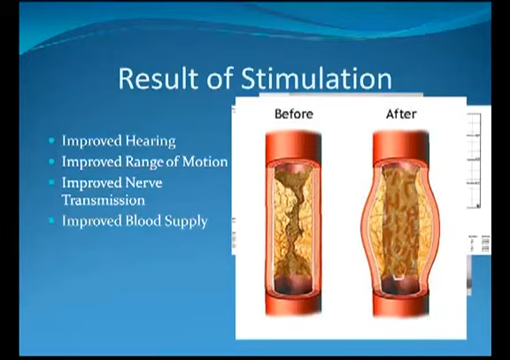 Result of Stimulation
Improved Hearing
Improved Range of Motion
Improved Nerve
Transmission
Improved Blood Supply
Before
After